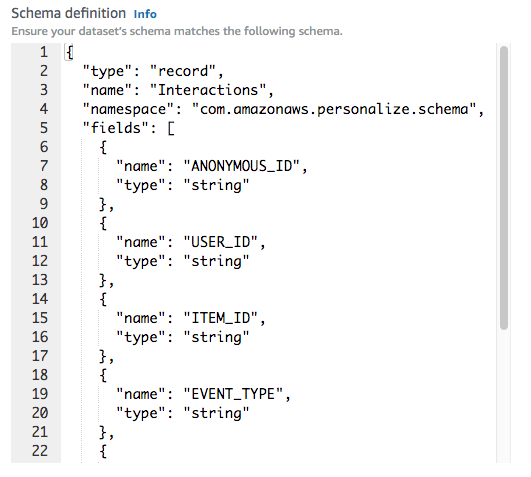 Schema definition Info
Ensure your dataset's schema matches the following schema.
1 {
2 "type": "record",
3 "name": "Interactions",
4 "namespace": "com.amazonaws.personalize.schema",
5 "fields": [
6 {
7 "name": "ANONYMOUS_ID",
8 "type": "string"
9 },
10 {
11 "name": "USER_ID",
12 "type": "string"
13 },
14 {
15 "name": "ITEM_ID",
16 "type": "string"
17 },
18 {
19 "name": "EVENT_TYPE",
20 "type": "string"
21 },
22 {